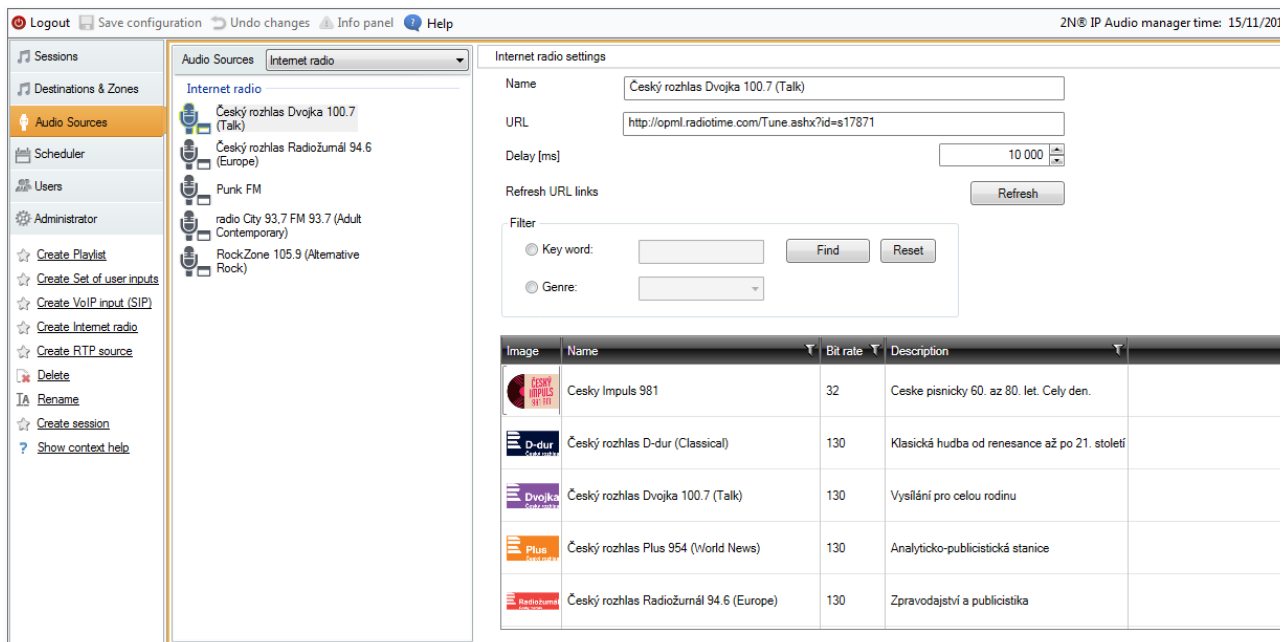 Logout Save configuration Undo changes Info panel ? Help 2N® IP Audio manager time: 15/11/201
Sessions
Destinations & Zones
Audio Sources
Scheduler
Users
Administrator
Create Playlist
Create Set of user inputs
Create VoIP input (SIP)
Create Internet radio
Create RTP source
Delete
Rename
Create session
? Show context help
Audio Sources Internet radio
Internet radio
Český rozhlas Dvojka 100.7
(Talk)
Český rozhlas Radiožurnál 94.6
(Europe)
Punk FM
radio City 93,7 FM 93.7 (Adult
Contemporary)
RockZone 105.9 (Alternative
Rock)
Internet radio settings
Name Český rozhlas Dvojka 100.7 (Talk)
URL http://opml.radiotime.com/Tune.ashx?id=s17871
Delay [ms] 10 000
Refresh URL links Refresh
Filter
Key word: Find Reset
Genre:
Image Name Bit rate Description
ČESKÝ
IMPULS
981 FM
Cesky Impuls 981 32 Ceske pisnicky 60. az 80. let. Cely den.
D-dur
Český rozhlas D-dur (Classical) 130 Klasická hudba od renesance až po 21. století
Dvojka
Český rozhlas Dvojka 100.7 (Talk) 130 Vysílání pro celou rodinu
Plus
Český rozhlas Plus 954 (World News) 130 Analyticko-publicistická stanice
Radiožurnál
Český rozhlas Radiožurnál 94.6 (Europe) 130 Zpravodajství a publicistika